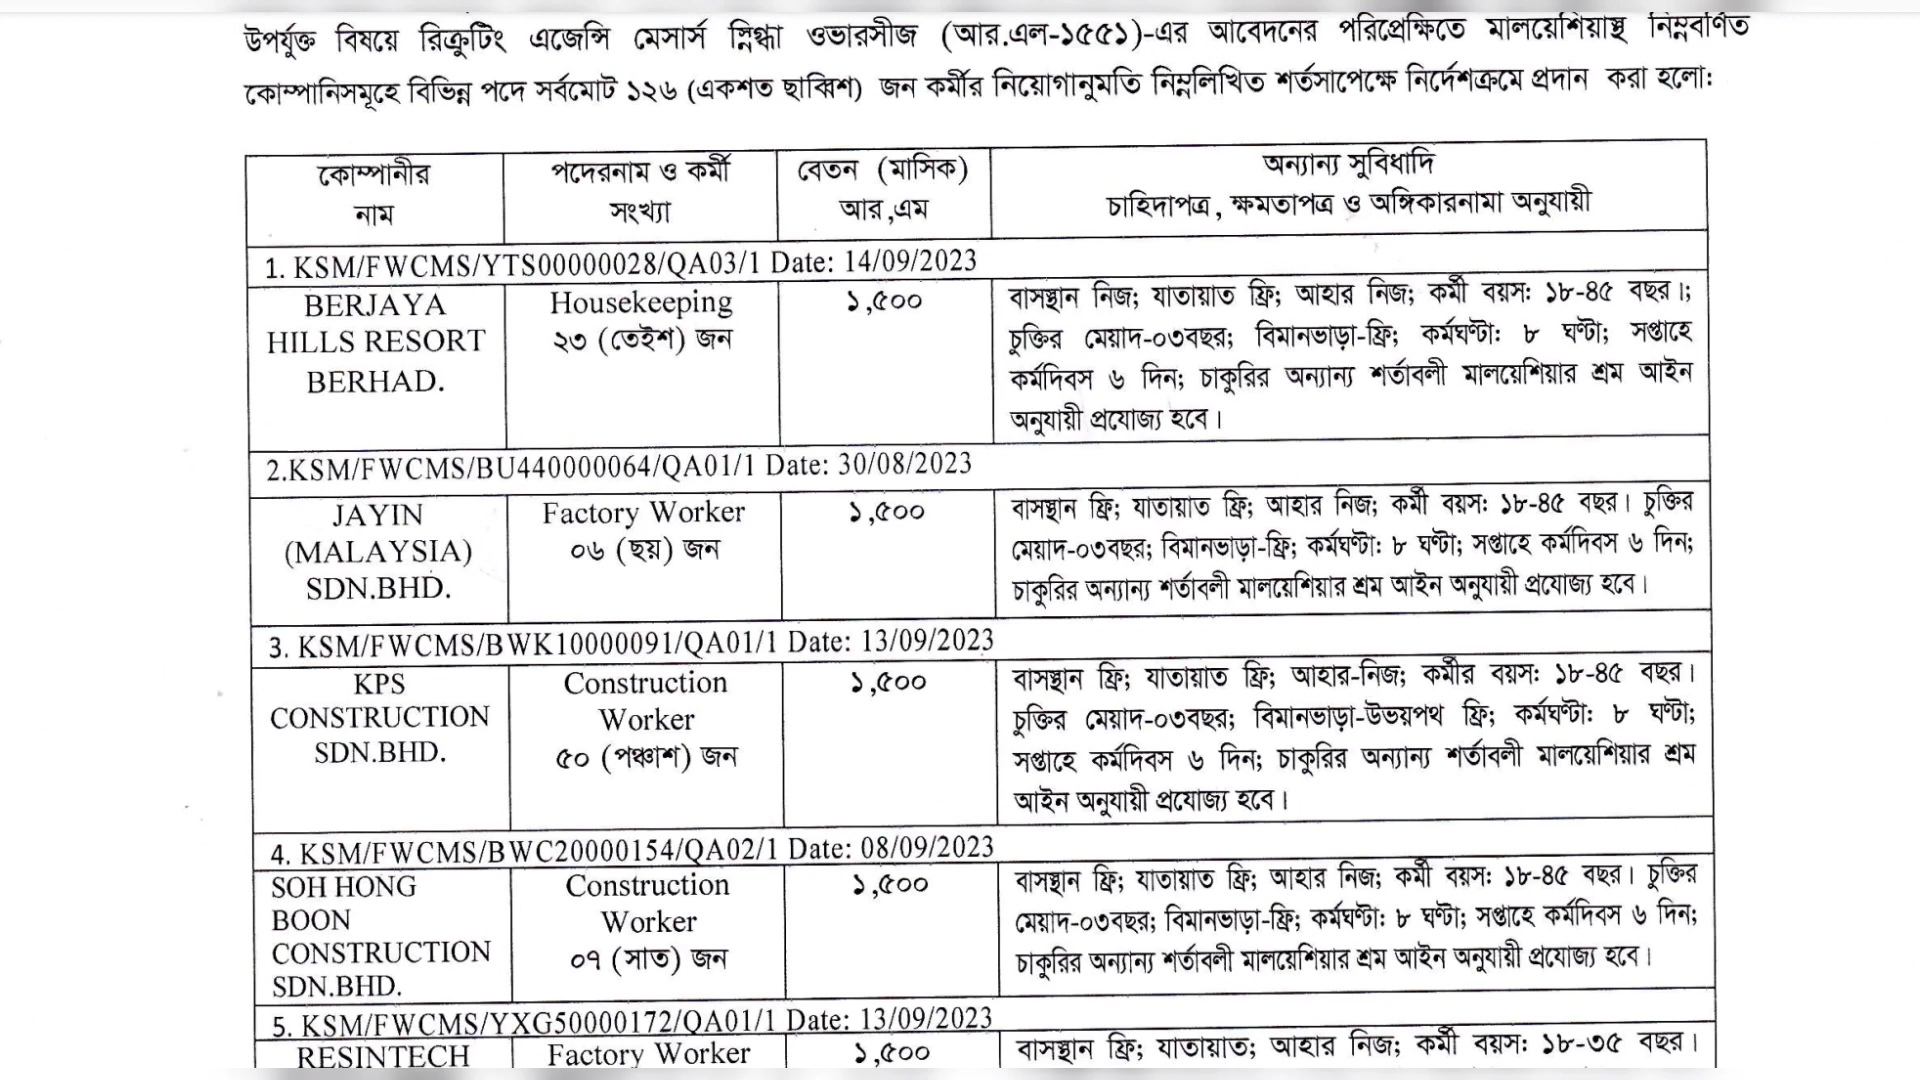 উপর্যুক্ত বিষয়ে রিক্রুটিং এজেন্সি মেসার্স স্নিগ্ধা ওভারসীজ (আর.এল-১৫৫১)-এর আবেদনের পরিপ্রেক্ষিতে মালয়েশিয়াস্থ নিম্নবর্ণিত
কোম্পানিসমূহে বিভিন্ন পদে সর্বমোট ১২৬ (একশত ছাব্বিশ) জন কর্মীর নিয়োগানুমতি নিম্নলিখিত শর্তসাপেক্ষে নির্দেশক্রমে প্রদান করা হলো:
কোম্পানীর
নাম
পদেরনাম ও কর্মী
সংখ্যা
বেতন (মাসিক)
আর,এম
অন্যান্য সুবিধাদি
চাহিদাপত্র, ক্ষমতাপত্র ও অঙ্গিকারনামা অনুযায়ী
1. KSM/FWCMS/YTS00000028/QA03/1 Date: 14/09/2023
BERJAYA
HILLS RESORT
BERHAD.
Housekeeping
২৩ (তেইশ) জন
১,৫০০
বাসস্থান নিজ; যাতায়াত ফ্রি; আহার নিজ; কর্মী বয়স: ১৮-৪৫ বছর।;
চুক্তির মেয়াদ-০৩বছর; বিমানভাড়া-ফ্রি; কর্মঘণ্টা: ৮ ঘণ্টা; সপ্তাহে
কর্মদিবস ৬ দিন; চাকুরির অন্যান্য শর্তাবলী মালয়েশিয়ার শ্রম আইন
অনুযায়ী প্রযোজ্য হবে।
2.KSM/FWCMS/BU440000064/QA01/1 Date: 30/08/2023
JAYIN
(MALAYSIA)
SDN.BHD.
Factory Worker
০৬ (ছয়) জন
১,৫০০
বাসস্থান ফ্রি; যাতায়াত ফ্রি; আহার নিজ; কর্মী বয়স: ১৮-৪৫ বছর। চুক্তির
মেয়াদ-০৩বছর; বিমানভাড়া-ফ্রি; কর্মঘণ্টা: ৮ ঘণ্টা; সপ্তাহে কর্মদিবস ৬ দিন;
চাকুরির অন্যান্য শর্তাবলী মালয়েশিয়ার শ্রম আইন অনুযায়ী প্রযোজ্য হবে।
3. KSM/FWCMS/BWK10000091/QA01/1 Date: 13/09/2023
KPS
CONSTRUCTION
SDN.BHD.
Construction
Worker
৫০ (পঞ্চাশ) জন
১,৫০০
বাসস্থান ফ্রি; যাতায়াত ফ্রি; আহার-নিজ; কর্মীর বয়স: ১৮-৪৫ বছর।
চুক্তির মেয়াদ-০৩বছর; বিমানভাড়া-উভয়পথ ফ্রি; কর্মঘণ্টা: ৮ ঘণ্টা;
সপ্তাহে কর্মদিবস ৬ দিন; চাকুরির অন্যান্য শর্তাবলী মালয়েশিয়ার শ্রম
আইন অনুযায়ী প্রযোজ্য হবে।
4. KSM/FWCMS/BWC20000154/QA02/1 Date: 08/09/2023
SOH HONG
BOON
CONSTRUCTION
SDN.BHD.
Construction
Worker
০৭ (সাত) জন
১,৫০০
বাসস্থান ফ্রি; যাতায়াত ফ্রি; আহার নিজ; কর্মী বয়স: ১৮-৪৫ বছর। চুক্তির
মেয়াদ-০৩বছর; বিমানভাড়া-ফ্রি; কর্মঘণ্টা: ৮ ঘণ্টা; সপ্তাহে কর্মদিবস ৬ দিন;
চাকুরির অন্যান্য শর্তাবলী মালয়েশিয়ার শ্রম আইন অনুযায়ী প্রযোজ্য হবে।
5. KSM/FWCMS/YXG50000172/QA01/1 Date: 13/09/2023
RESINTECH
Factory Worker
১,৫০০
বাসস্থান ফ্রি; যাতায়াত; আহার নিজ; কর্মী বয়স: ১৮-৩৫ বছর।